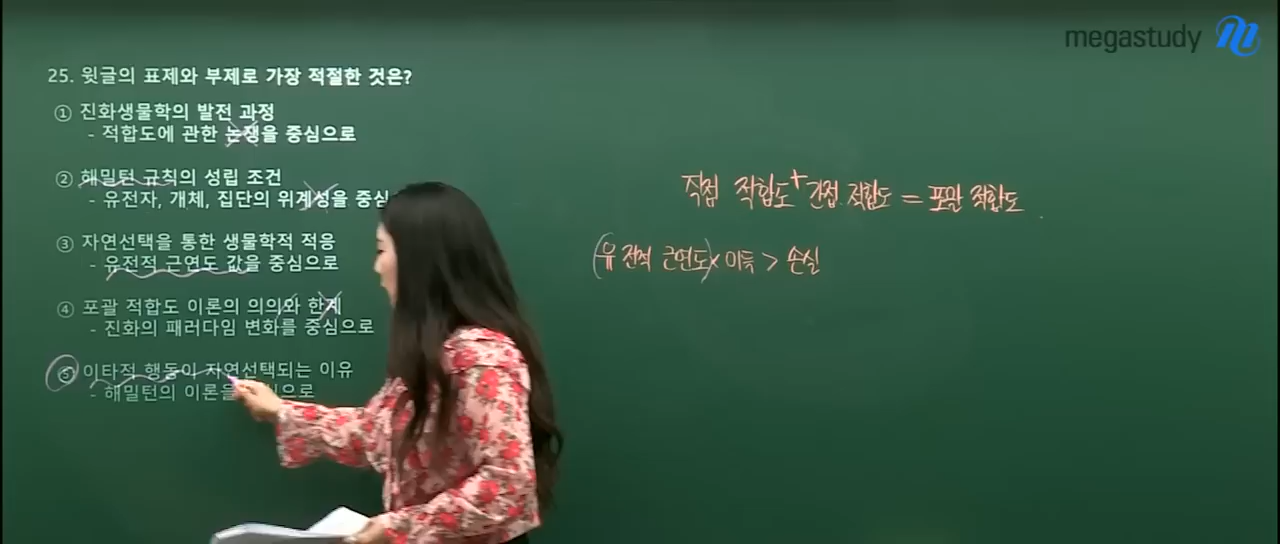 megastudy
25. 윗글의 표제와 부제로 가장 적절한 것은?
① 진화생물학의 발전 과정
- 적합도에 관한 논쟁을 중심으로
② 해밀턴 규칙의 성립 조건
- 유전자, 개체, 집단의 위계성을 중심
③ 자연선택을 통한 생물학적 적응
- 유전적 근연도 값을 중심으로
④ 포괄 적합도 이론의 의의와 한계
- 진화의 패러다임 변화를 중심으로
⑤ 이타적 행동이 자연선택되는 이유
- 해밀턴의 이론을 심으로
직접 적합도 + 간접 적합도 = 포괄 적합도
(유전적 근연도) × 이득 > 손실